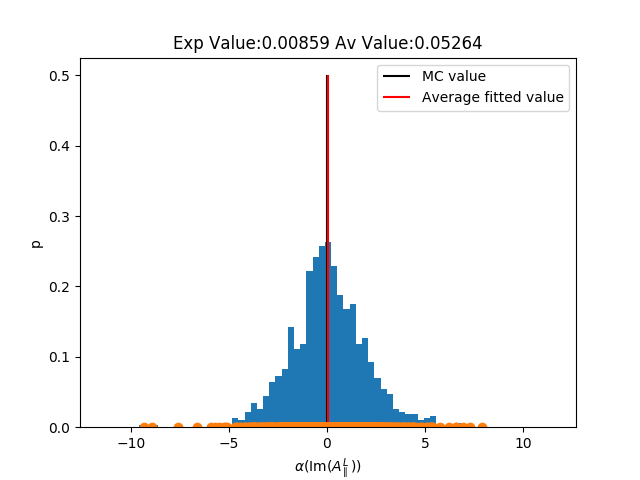 Exp Value:0.00859 Av Value:0.05264
MC value
Average fitted value
0.5
0.4
0.3
0.2
0.1
0.0
p
−10 −5 0 5 10
α(Im(A_∥^L))